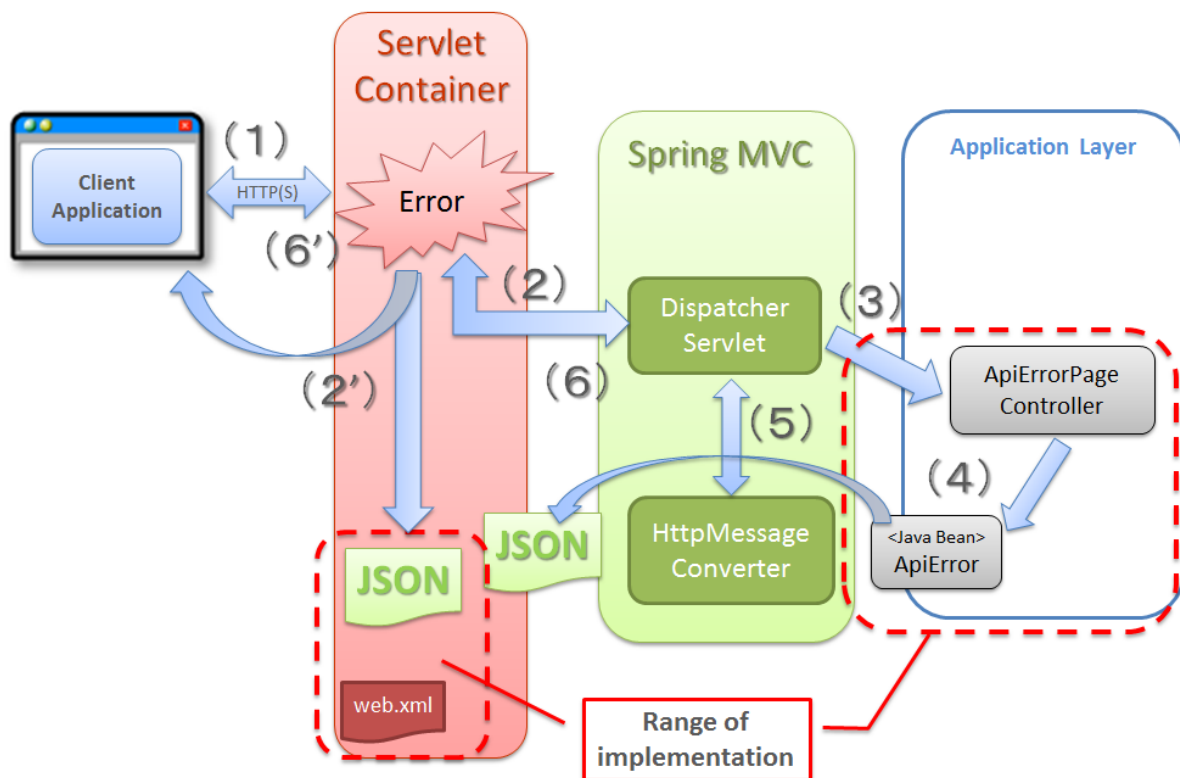 Servlet
Container
Client
Application
(1)
HTTP(S)
(6')
Error
(2')
(2)
(6)
Spring MVC
Dispatcher
Servlet
(5)
HttpMessage
Converter
Application Layer
(3)
ApiErrorPage
Controller
(4)
<Java Bean>
ApiError
JSON
JSON
web.xml
Range of
implementation